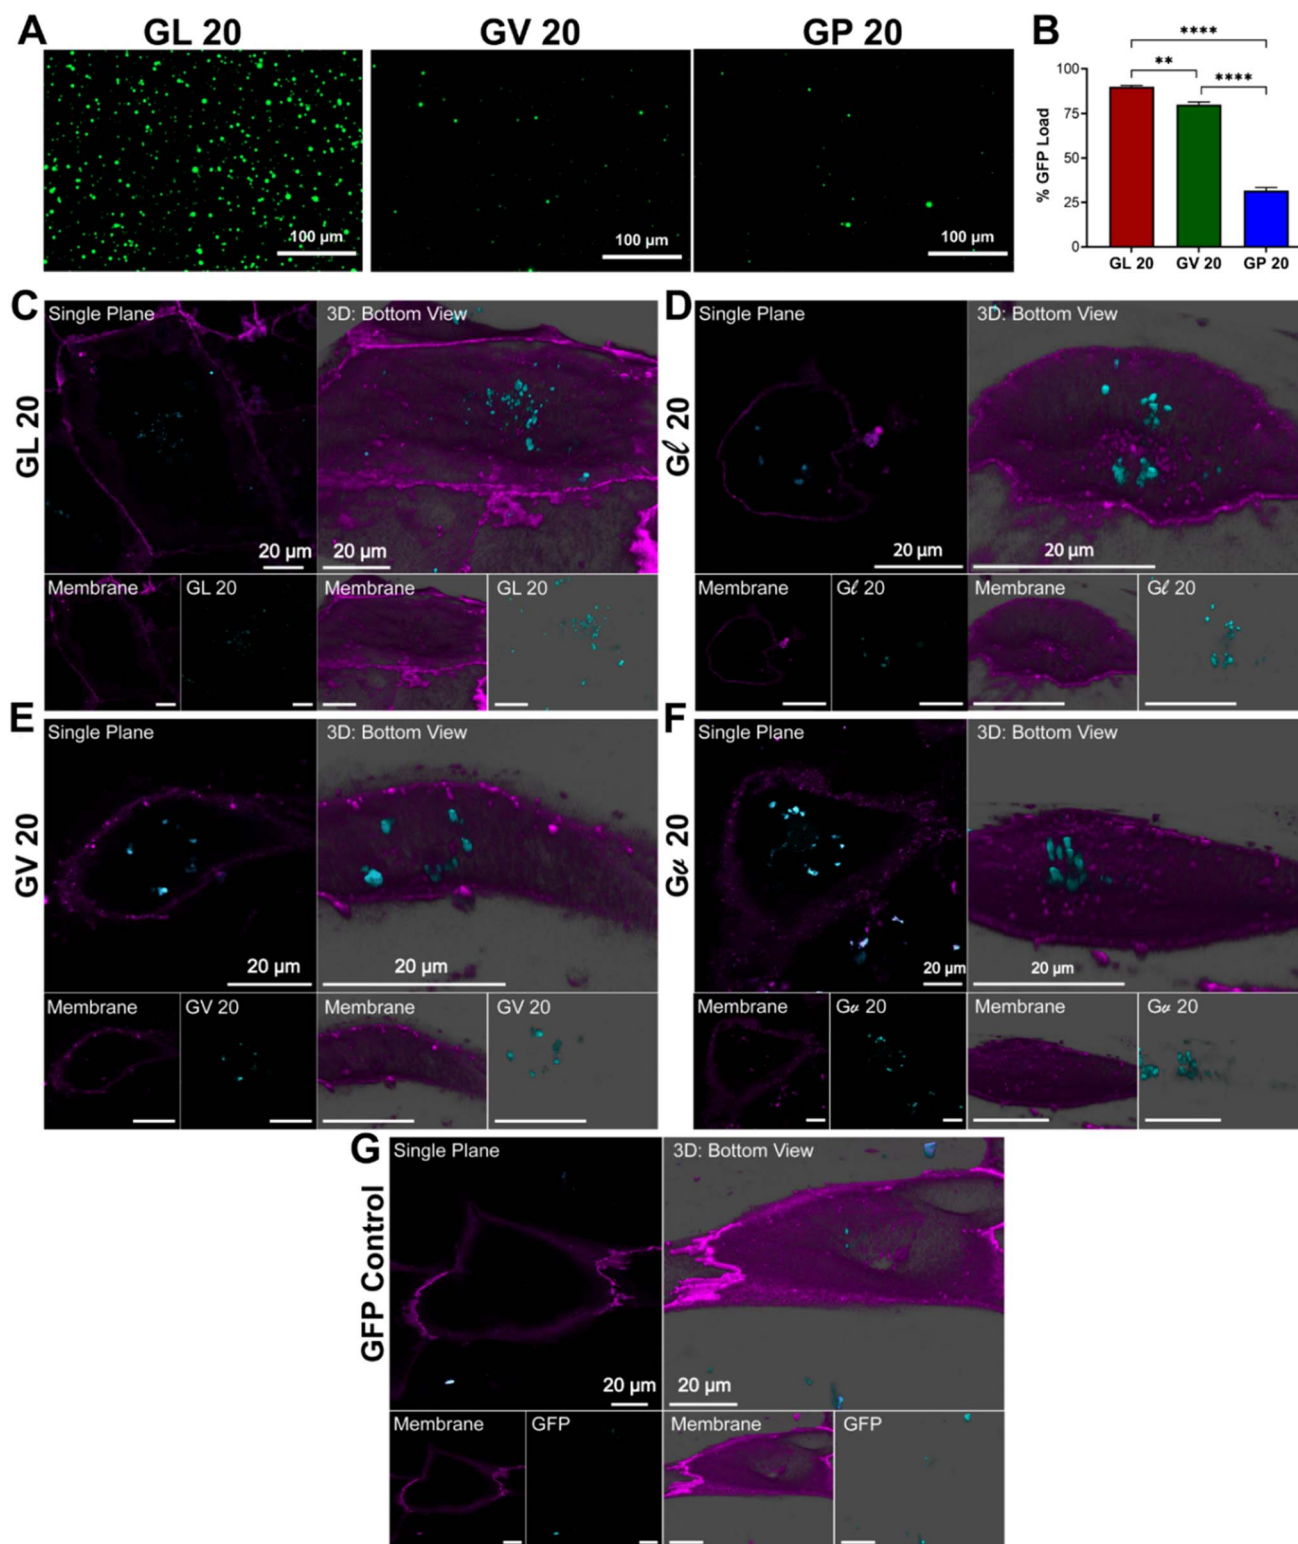 A
GL 20
GV 20
GP 20
100 µm
100 µm
100 µm
B
****
**
****
100
75
50
25
0
% GFP Load
GL 20
GV 20
GP 20
C
GL 20
Single Plane
3D: Bottom View
20 µm
20 µm
Membrane
GL 20
Membrane
GL 20
D
Gℓ 20
Single Plane
3D: Bottom View
20 µm
20 µm
Membrane
Gℓ 20
Membrane
Gℓ 20
E
GV 20
Single Plane
3D: Bottom View
20 µm
20 µm
Membrane
GV 20
Membrane
GV 20
F
G𝓋 20
Single Plane
3D: Bottom View
20 µm
20 µm
Membrane
G𝓋 20
Membrane
G𝓋 20
G
GFP Control
Single Plane
3D: Bottom View
20 µm
20 µm
Membrane
GFP
Membrane
GFP